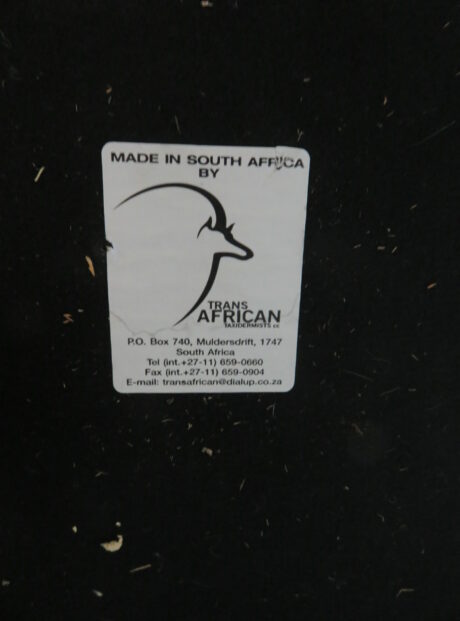 MADE IN SOUTH AFRICA
BY
TRANS
AFRICAN
TAXIDERMISTS cc
P.O. Box 740, Muldersdrift, 1747
South Africa
Tel (int.+27-11) 659-0660
Fax (int.+27-11) 659-0904
E-mail: transafrican@dialup.co.za